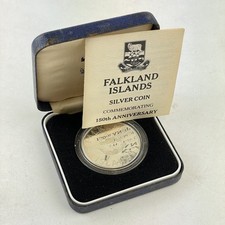 FALKLAND
ISLANDS
SILVER COIN
COMMEMORATING
150th ANNIVERSARY